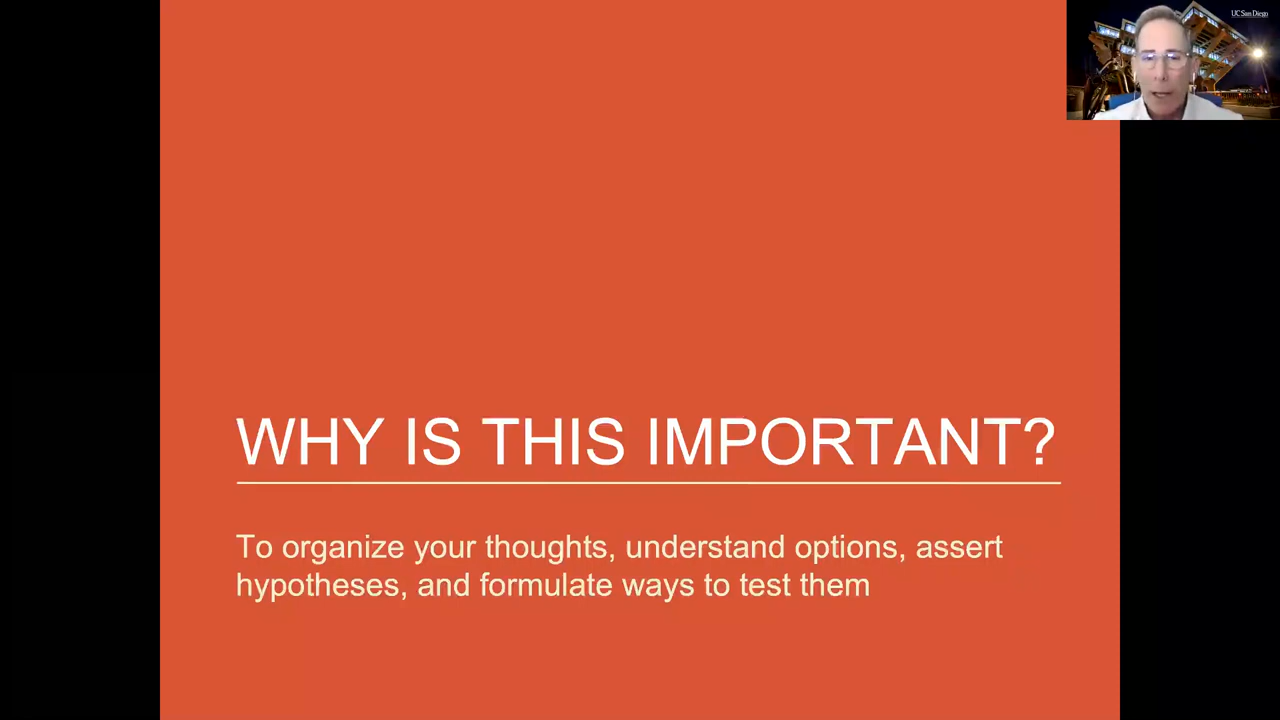 UC San Diego
WHY IS THIS IMPORTANT?
To organize your thoughts, understand options, assert
hypotheses, and formulate ways to test them